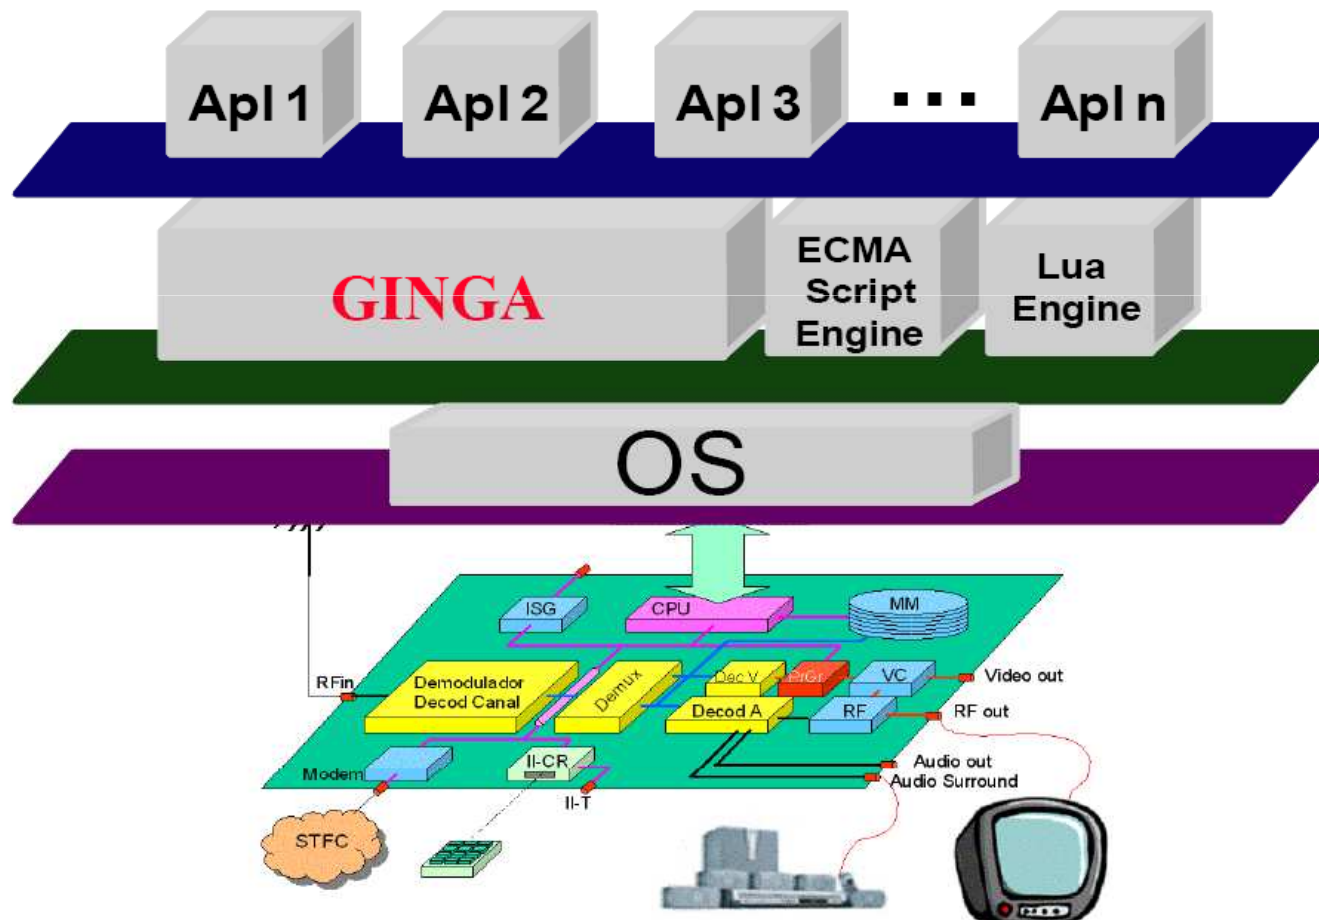 Apl 1
Apl 2
Apl 3
...
Apl n
GINGA
ECMA
Script
Engine
Lua
Engine
OS
ISG
CPU
MM
RFin
Demodulador
Decod Canal
Demux
Dec V
PrGr
VC
Video out
Decod A
RF
RF out
Modem
II-CR
Audio out
Audio Surround
II-T
STFC